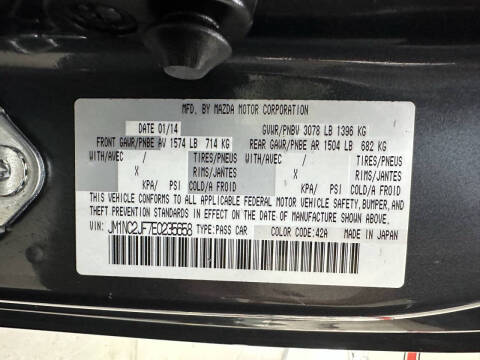 MFD. BY MAZDA MOTOR CORPORATION
DATE 01/14 GVWR/PNBV 3078 LB 1396 KG
FRONT GAWR/PNBE AV 1574 LB 714 KG REAR GAWR/PNBE AR 1504 LB 682 KG
WITH/AVEC / TIRES/PNEUS WITH/AVEC / TIRES/PNEUS
X RIMS/JANTES X RIMS/JANTES
KPA/ PSI COLD/A FROID KPA/ PSI COLD/A FROID
THIS VEHICLE CONFORMS TO ALL APPLICABLE FEDERAL MOTOR VEHICLE SAFETY,BUMPER,AND
THEFT PREVENTION STANDARDS IN EFFECT ON THE DATE OF MANUFACTURE SHOWN ABOVE.
VIN: JM1NC2JF7E0235658 TYPE:PASS CAR COLOR CODE:42A MADE IN JAPAN